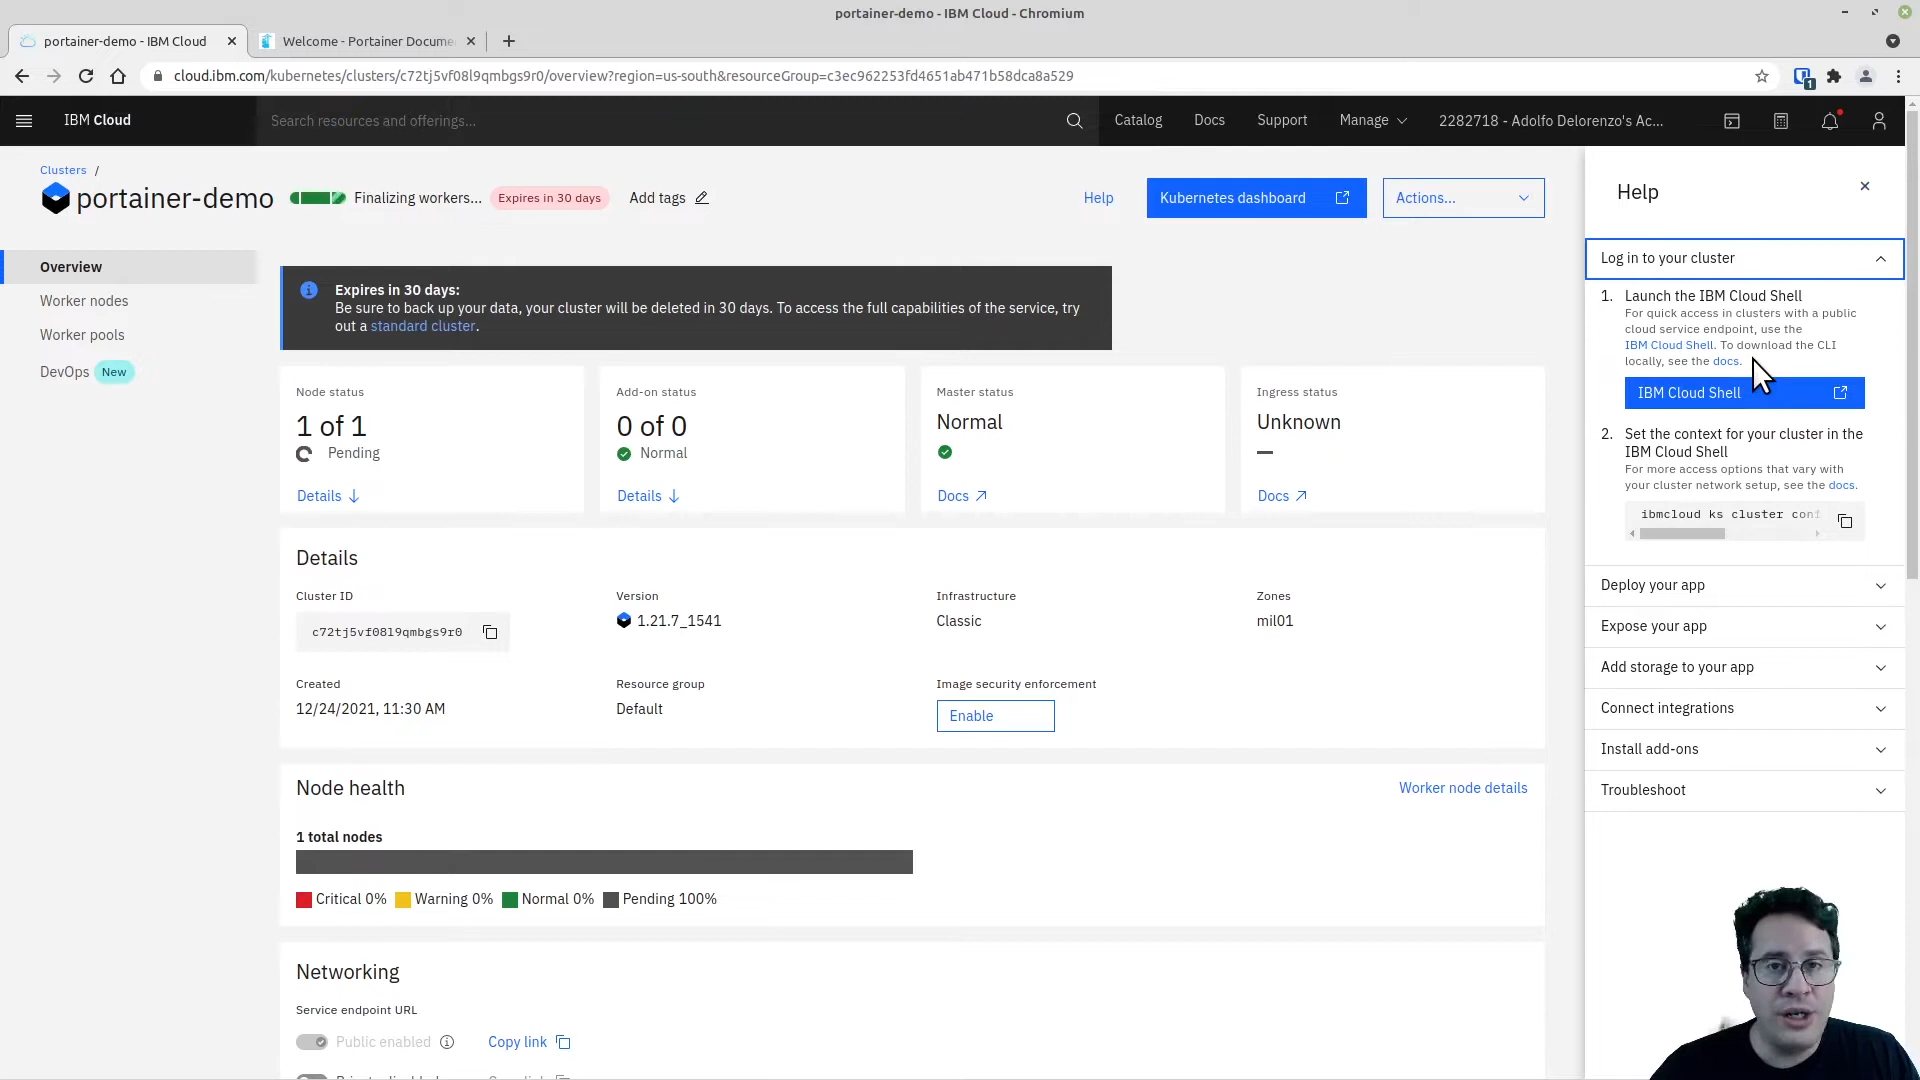 portainer-demo - IBM Cloud - Chromium
portainer-demo - IBM Cloud
Welcome - Portainer Docume
cloud.ibm.com/kubernetes/clusters/c72tj5vf08l9qmbgs9r0/overview?region=us-south&resourceGroup=c3ec962253fd4651ab471b58dca8a529
1
IBM Cloud
Search resources and offerings...
Catalog
Docs
Support
Manage
2282718 - Adolfo Delorenzo's Ac...
Clusters /
portainer-demo
Finalizing workers...
Expires in 30 days
Add tags
Help
Kubernetes dashboard
Actions...
Overview
Worker nodes
Worker pools
DevOps New
Expires in 30 days:
Be sure to back up your data, your cluster will be deleted in 30 days. To access the full capabilities of the service, try
out a standard cluster.
Node status
1 of 1
Pending
Details
Add-on status
0 of 0
Normal
Details
Master status
Normal
Docs
Ingress status
Unknown
Docs
Details
Cluster ID
c72tj5vf08l9qmbgs9r0
Version
1.21.7_1541
Infrastructure
Classic
Zones
mil01
Created
12/24/2021, 11:30 AM
Resource group
Default
Image security enforcement
Enable
Node health
Worker node details
1 total nodes
Critical 0% Warning 0% Normal 0% Pending 100%
Networking
Service endpoint URL
Public enabled
Copy link
Help
Log in to your cluster
1. Launch the IBM Cloud Shell
For quick access in clusters with a public
cloud service endpoint, use the
IBM Cloud Shell. To download the CLI
locally, see the docs.
IBM Cloud Shell
2. Set the context for your cluster in the
IBM Cloud Shell
For more access options that vary with
your cluster network setup, see the docs.
ibmcloud ks cluster conf
Deploy your app
Expose your app
Add storage to your app
Connect integrations
Install add-ons
Troubleshoot